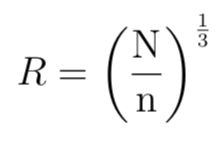 R = (N/n)^{1/3}